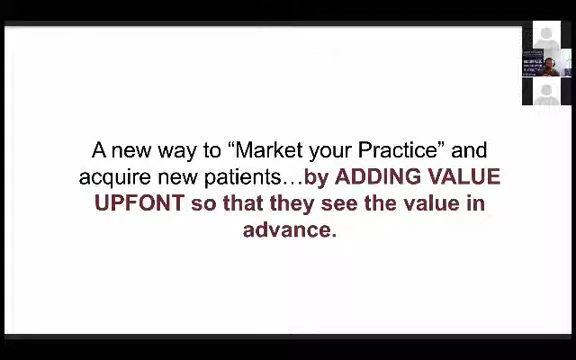 A new way to “Market your Practice” and
acquire new patients…by ADDING VALUE
UPFONT so that they see the value in
advance.